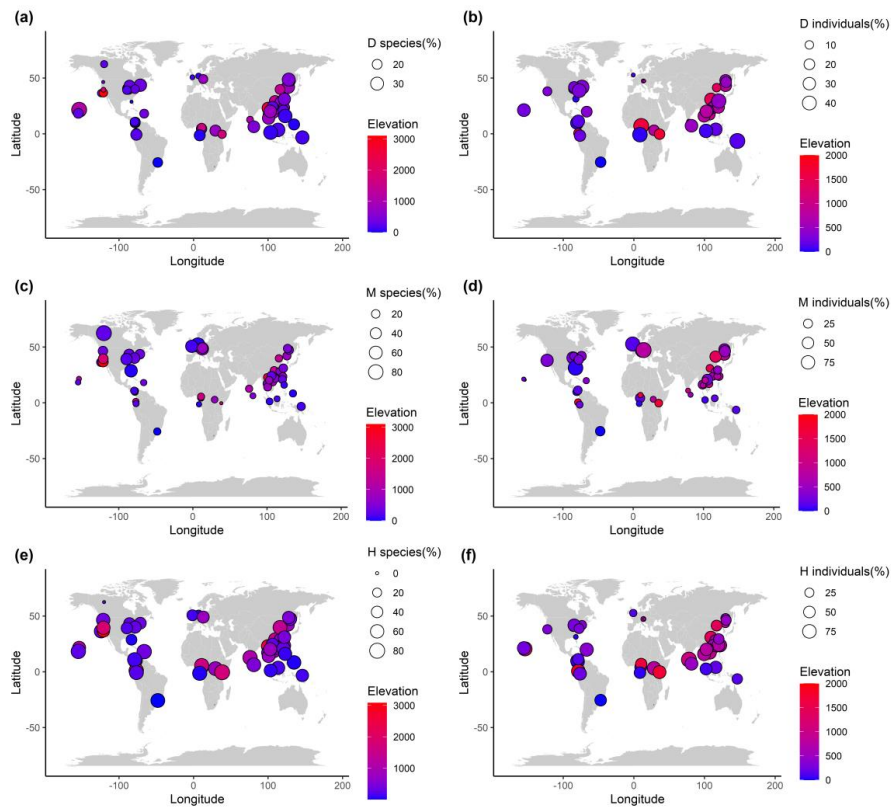 (a)
D species(%)
20
30
Elevation
3000
2000
1000
0
50
0
-50
Latitude
-100
0
100
200
Longitude
(b)
D individuals(%)
10
20
30
40
Elevation
2000
1500
1000
500
0
50
0
-50
Latitude
-100
0
100
200
Longitude
(c)
M species(%)
20
40
60
80
Elevation
3000
2000
1000
0
50
0
-50
Latitude
-100
0
100
200
Longitude
(d)
M individuals(%)
25
50
75
Elevation
2000
1500
1000
500
0
50
0
-50
Latitude
-100
0
100
200
Longitude
(e)
H species(%)
0
20
40
60
80
Elevation
3000
2000
1000
50
0
-50
Latitude
-100
0
100
200
Longitude
(f)
H individuals(%)
25
50
75
Elevation
2000
1500
1000
500
0
50
0
-50
Latitude
-100
0
100
200
Longitude